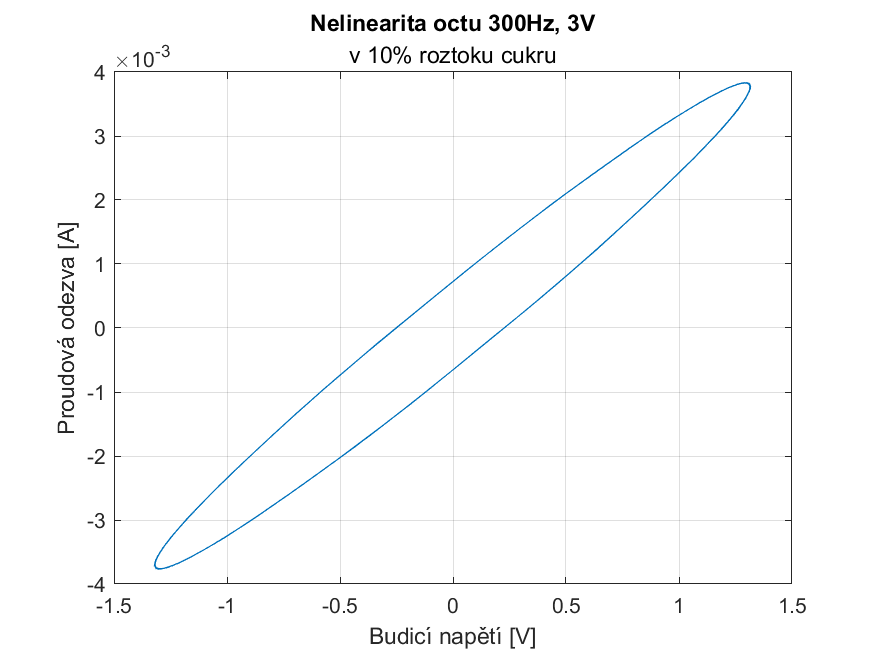 Nelinearita octu 300Hz, 3V
v 10% roztoku cukru
×10^-3
4
3
2
1
0
-1
-2
-3
-4
Proudová odezva [A]
-1.5 -1 -0.5 0 0.5 1 1.5
Budicí napětí [V]